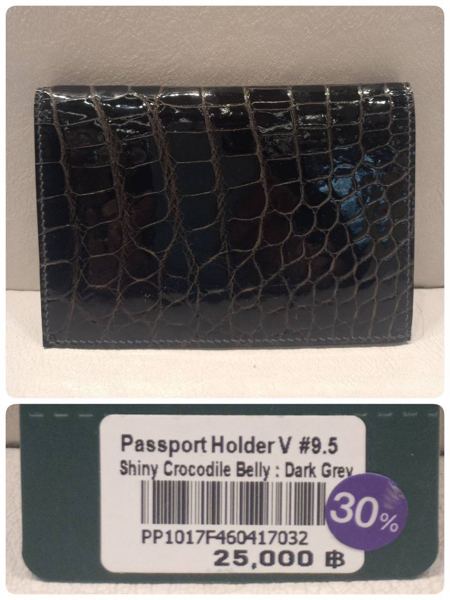 Passport Holder V #9.5
Shiny Crocodile Belly : Dark Grey
30%
PP1017F460417032
25,000 ฿